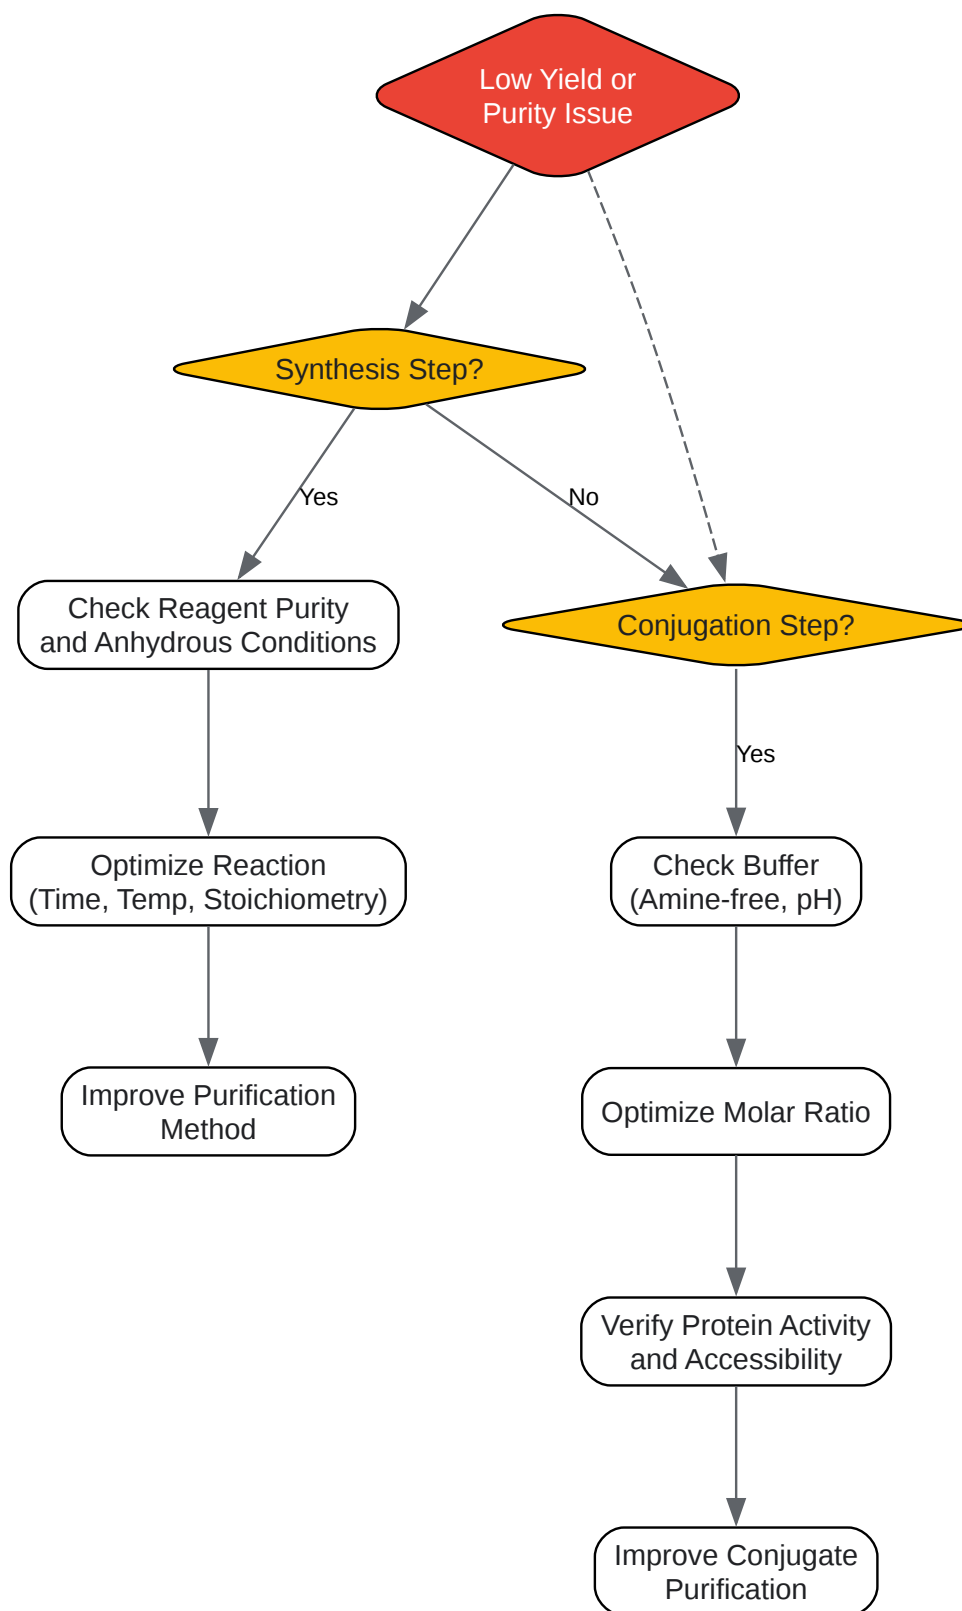 Low Yield or
Purity Issue
Synthesis Step?
Yes
No
Check Reagent Purity
and Anhydrous Conditions
Conjugation Step?
Yes
Optimize Reaction
(Time, Temp, Stoichiometry)
Check Buffer
(Amine-free, pH)
Improve Purification
Method
Optimize Molar Ratio
Verify Protein Activity
and Accessibility
Improve Conjugate
Purification